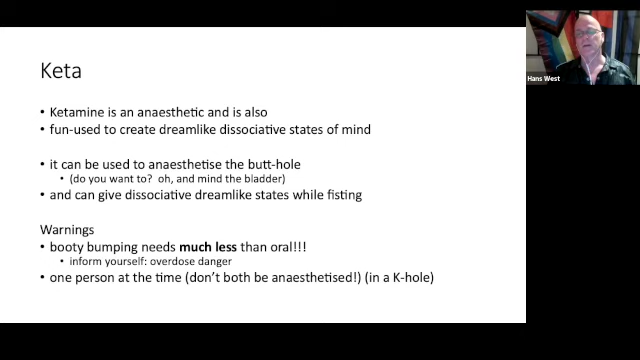 Keta
• Ketamine is an anaesthetic and is also
• fun-used to create dreamlike dissociative states of mind
• it can be used to anaesthetise the butt-hole
• (do you want to? oh, and mind the bladder)
• and can give dissociative dreamlike states while fisting
Warnings
• booty bumping needs much less than oral!!!
• inform yourself: overdose danger
• one person at the time (don't both be anaesthetised!) (in a K-hole)
Hans West